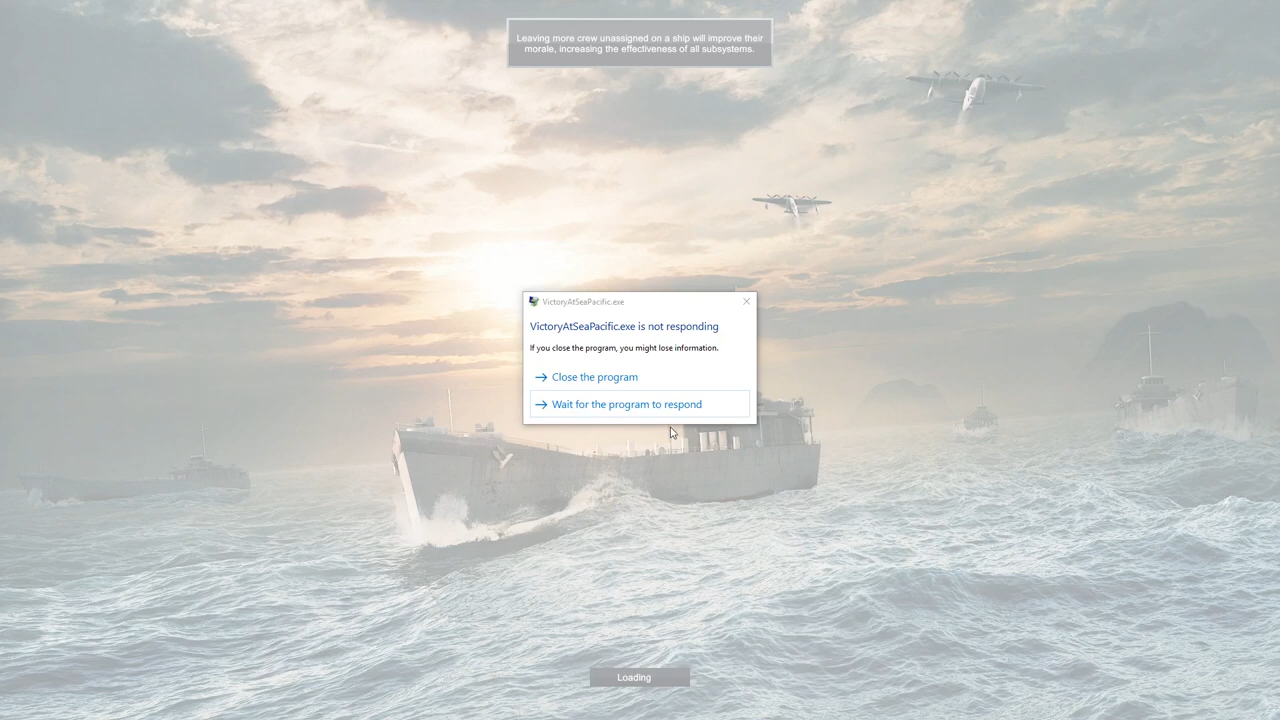 Leaving more crew unassigned on a ship will improve their
morale, increasing the effectiveness of all subsystems.
VictoryAtSeaPacific.exe
VictoryAtSeaPacific.exe is not responding
If you close the program, you might lose information.
Close the program
Wait for the program to respond
Loading